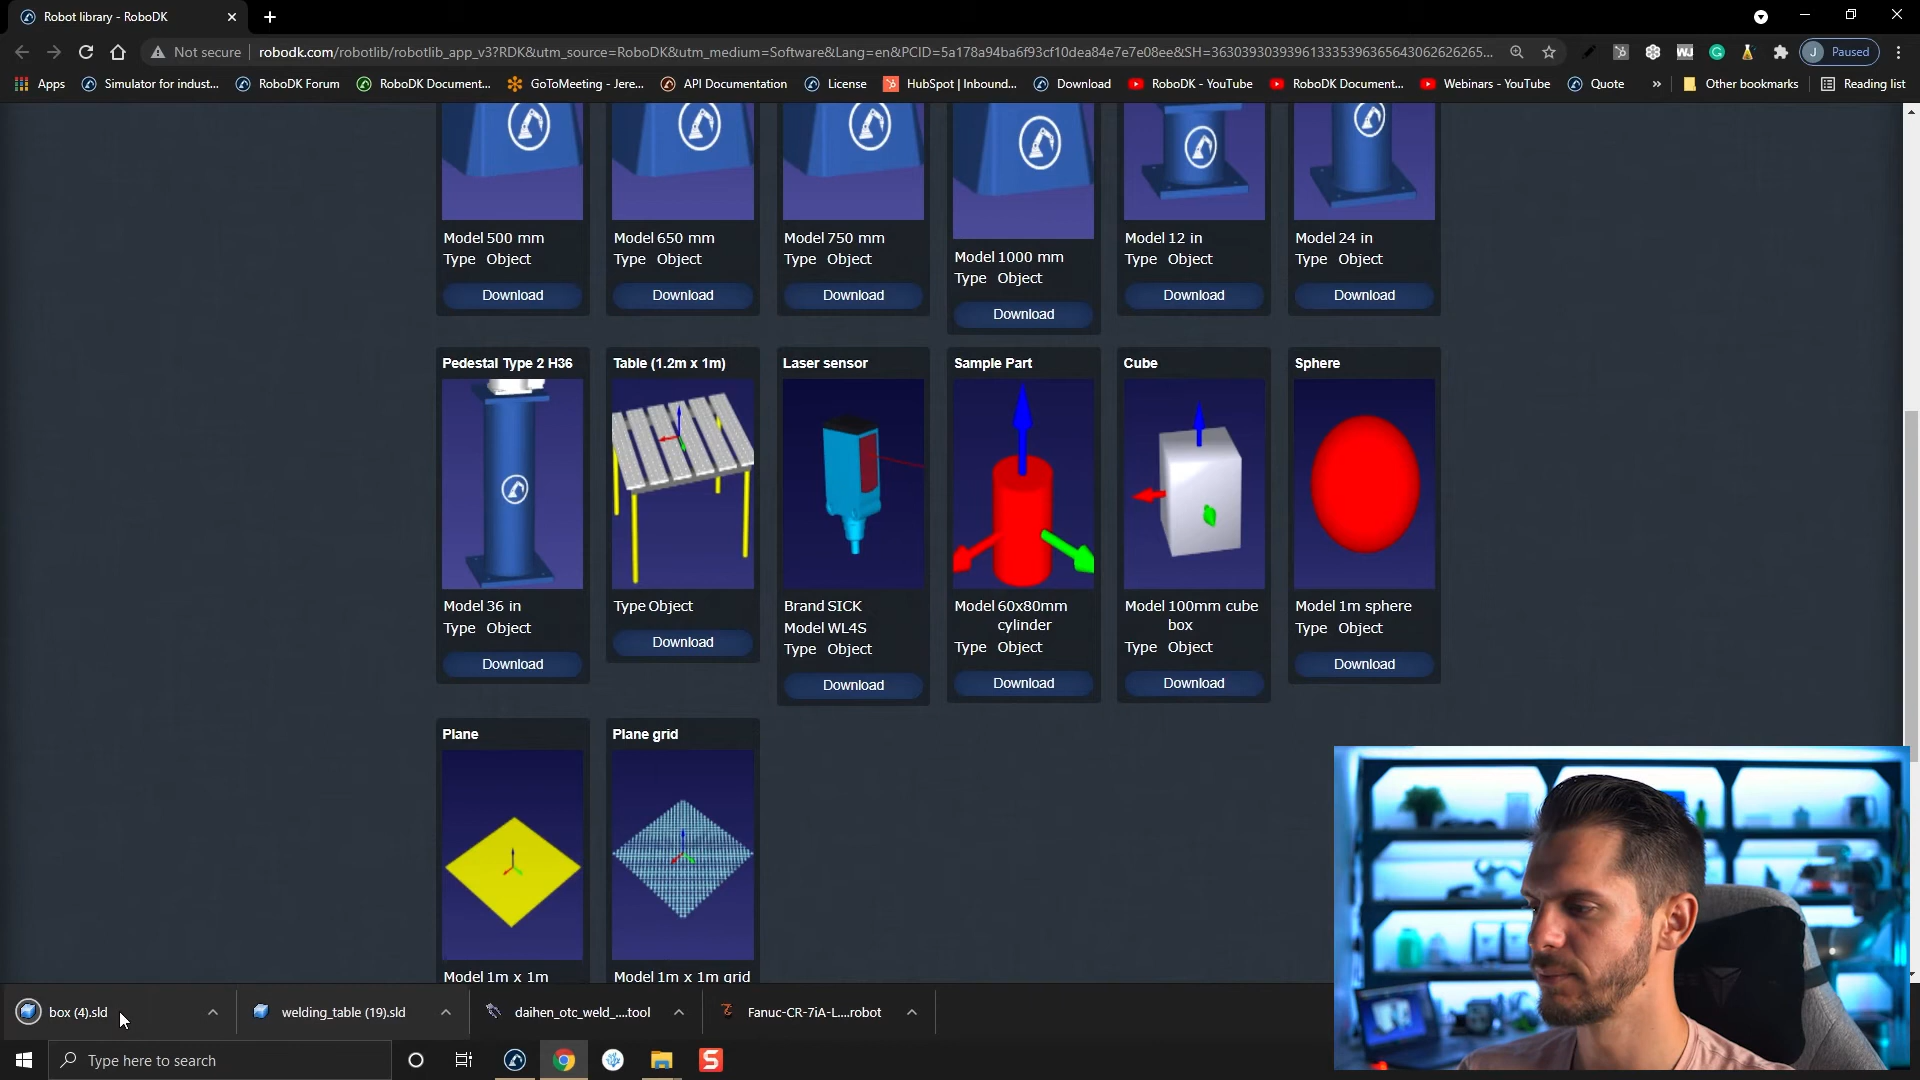 Robot library - RoboDK
Not secure
robodk.com/robotlib/robotlib_app_v3?RDK&utm_source=RoboDK&utm_medium=Software&Lang=en&PCID=5a178a94ba6f93cf10dea84e7e7e08ee&SH=363039303939613335396365643062626265...
J Paused
Apps
Simulator for indust...
RoboDK Forum
RoboDK Document...
GoToMeeting - Jere...
API Documentation
License
HubSpot | Inbound...
Download
RoboDK - YouTube
RoboDK Document...
Webinars - YouTube
Quote
»
Other bookmarks
Reading list
Model 500 mm
Type Object
Download
Model 650 mm
Type Object
Download
Model 750 mm
Type Object
Download
Model 1000 mm
Type Object
Download
Model 12 in
Type Object
Download
Model 24 in
Type Object
Download
Pedestal Type 2 H36
Model 36 in
Type Object
Download
Table (1.2m x 1m)
Type Object
Download
Laser sensor
Brand SICK
Model WL4S
Type Object
Download
Sample Part
Model 60x80mm
cylinder
Type Object
Download
Cube
Model 100mm cube
box
Type Object
Download
Sphere
Model 1m sphere
Type Object
Download
Plane
Model 1m x 1m
Plane grid
Model 1m x 1m grid
box (4).sld
welding_table (19).sld
daihen_otc_weld_....tool
Fanuc-CR-7iA-L....robot
Type here to search